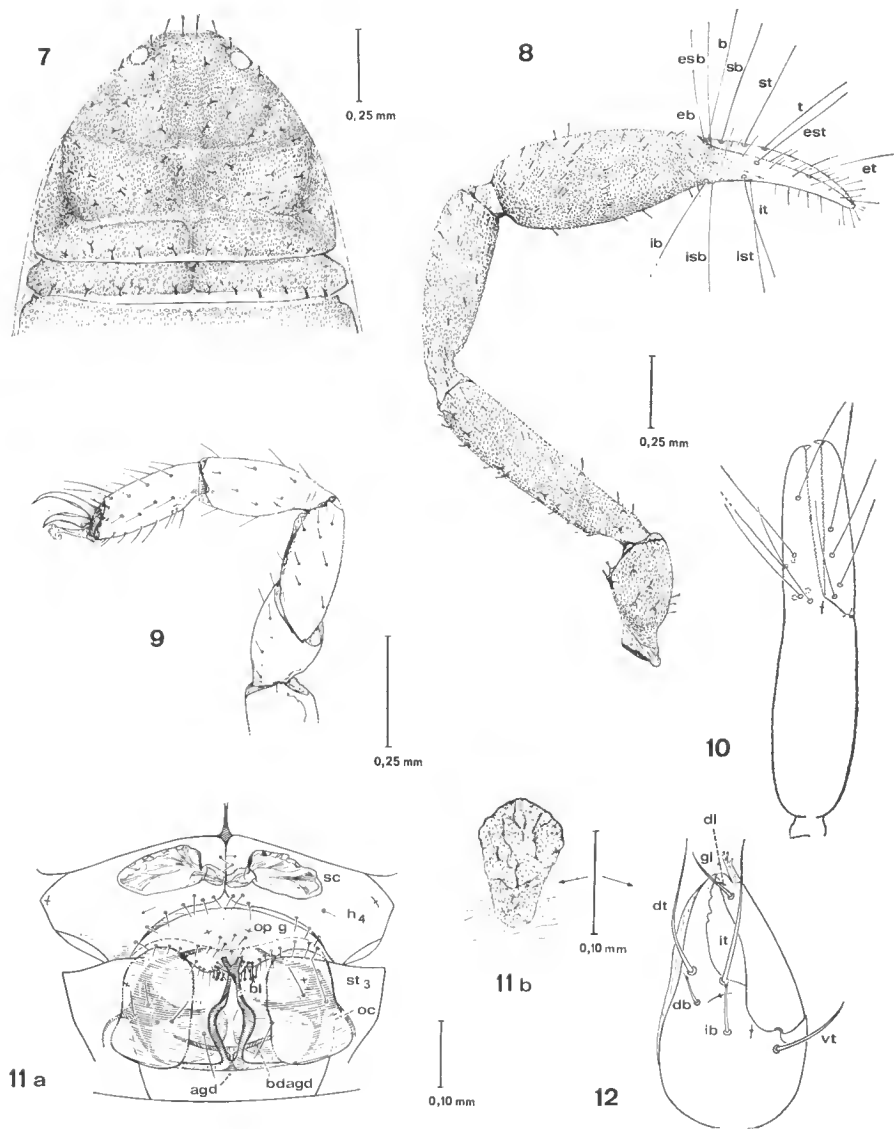 7
0,25 mm
8
b
esb
sb
st
eb
t
est
et
it
ib
isb
ist
0,25 mm
9
0,25 mm
10
11 a
sc
h4
op g
bl
st3
oc
agd
bdagd
0,10 mm
11 b
0,10 mm
12
dl
gl
dt
it
db
ib
vt